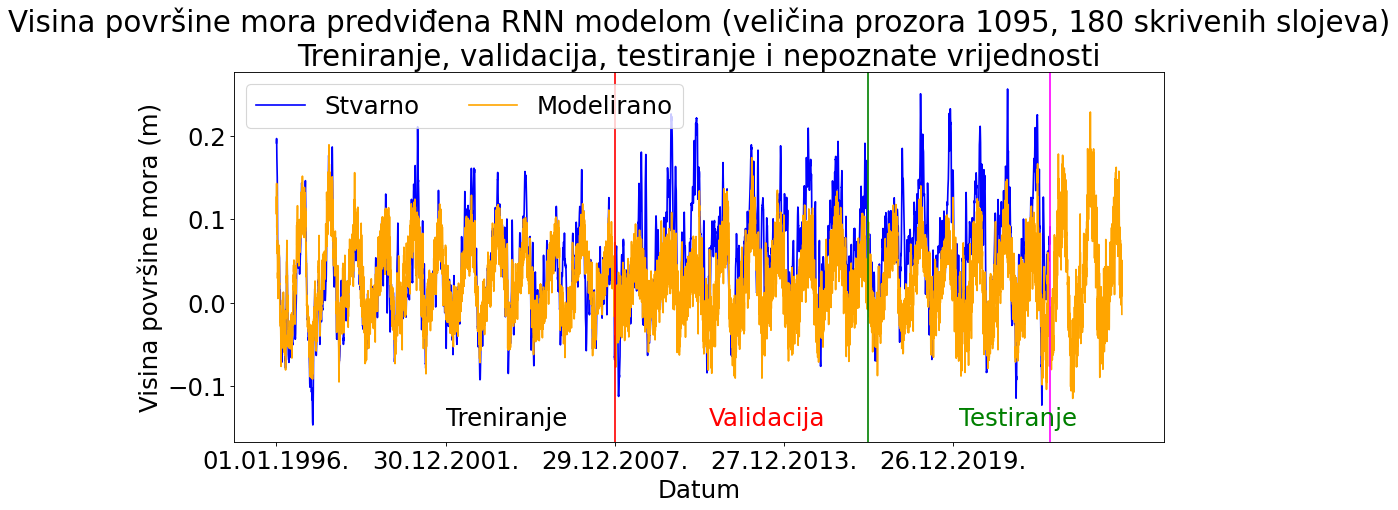 Visina površine mora predviđena RNN modelom (veličina prozora 1095, 180 skrivenih slojeva)
Treniranje, validacija, testiranje i nepoznate vrijednosti
Stvarno Modelirano
Visina površine mora (m)
0.2
0.1
0.0
−0.1
Treniranje Validacija Testiranje
01.01.1996. 30.12.2001. 29.12.2007. 27.12.2013. 26.12.2019.
Datum